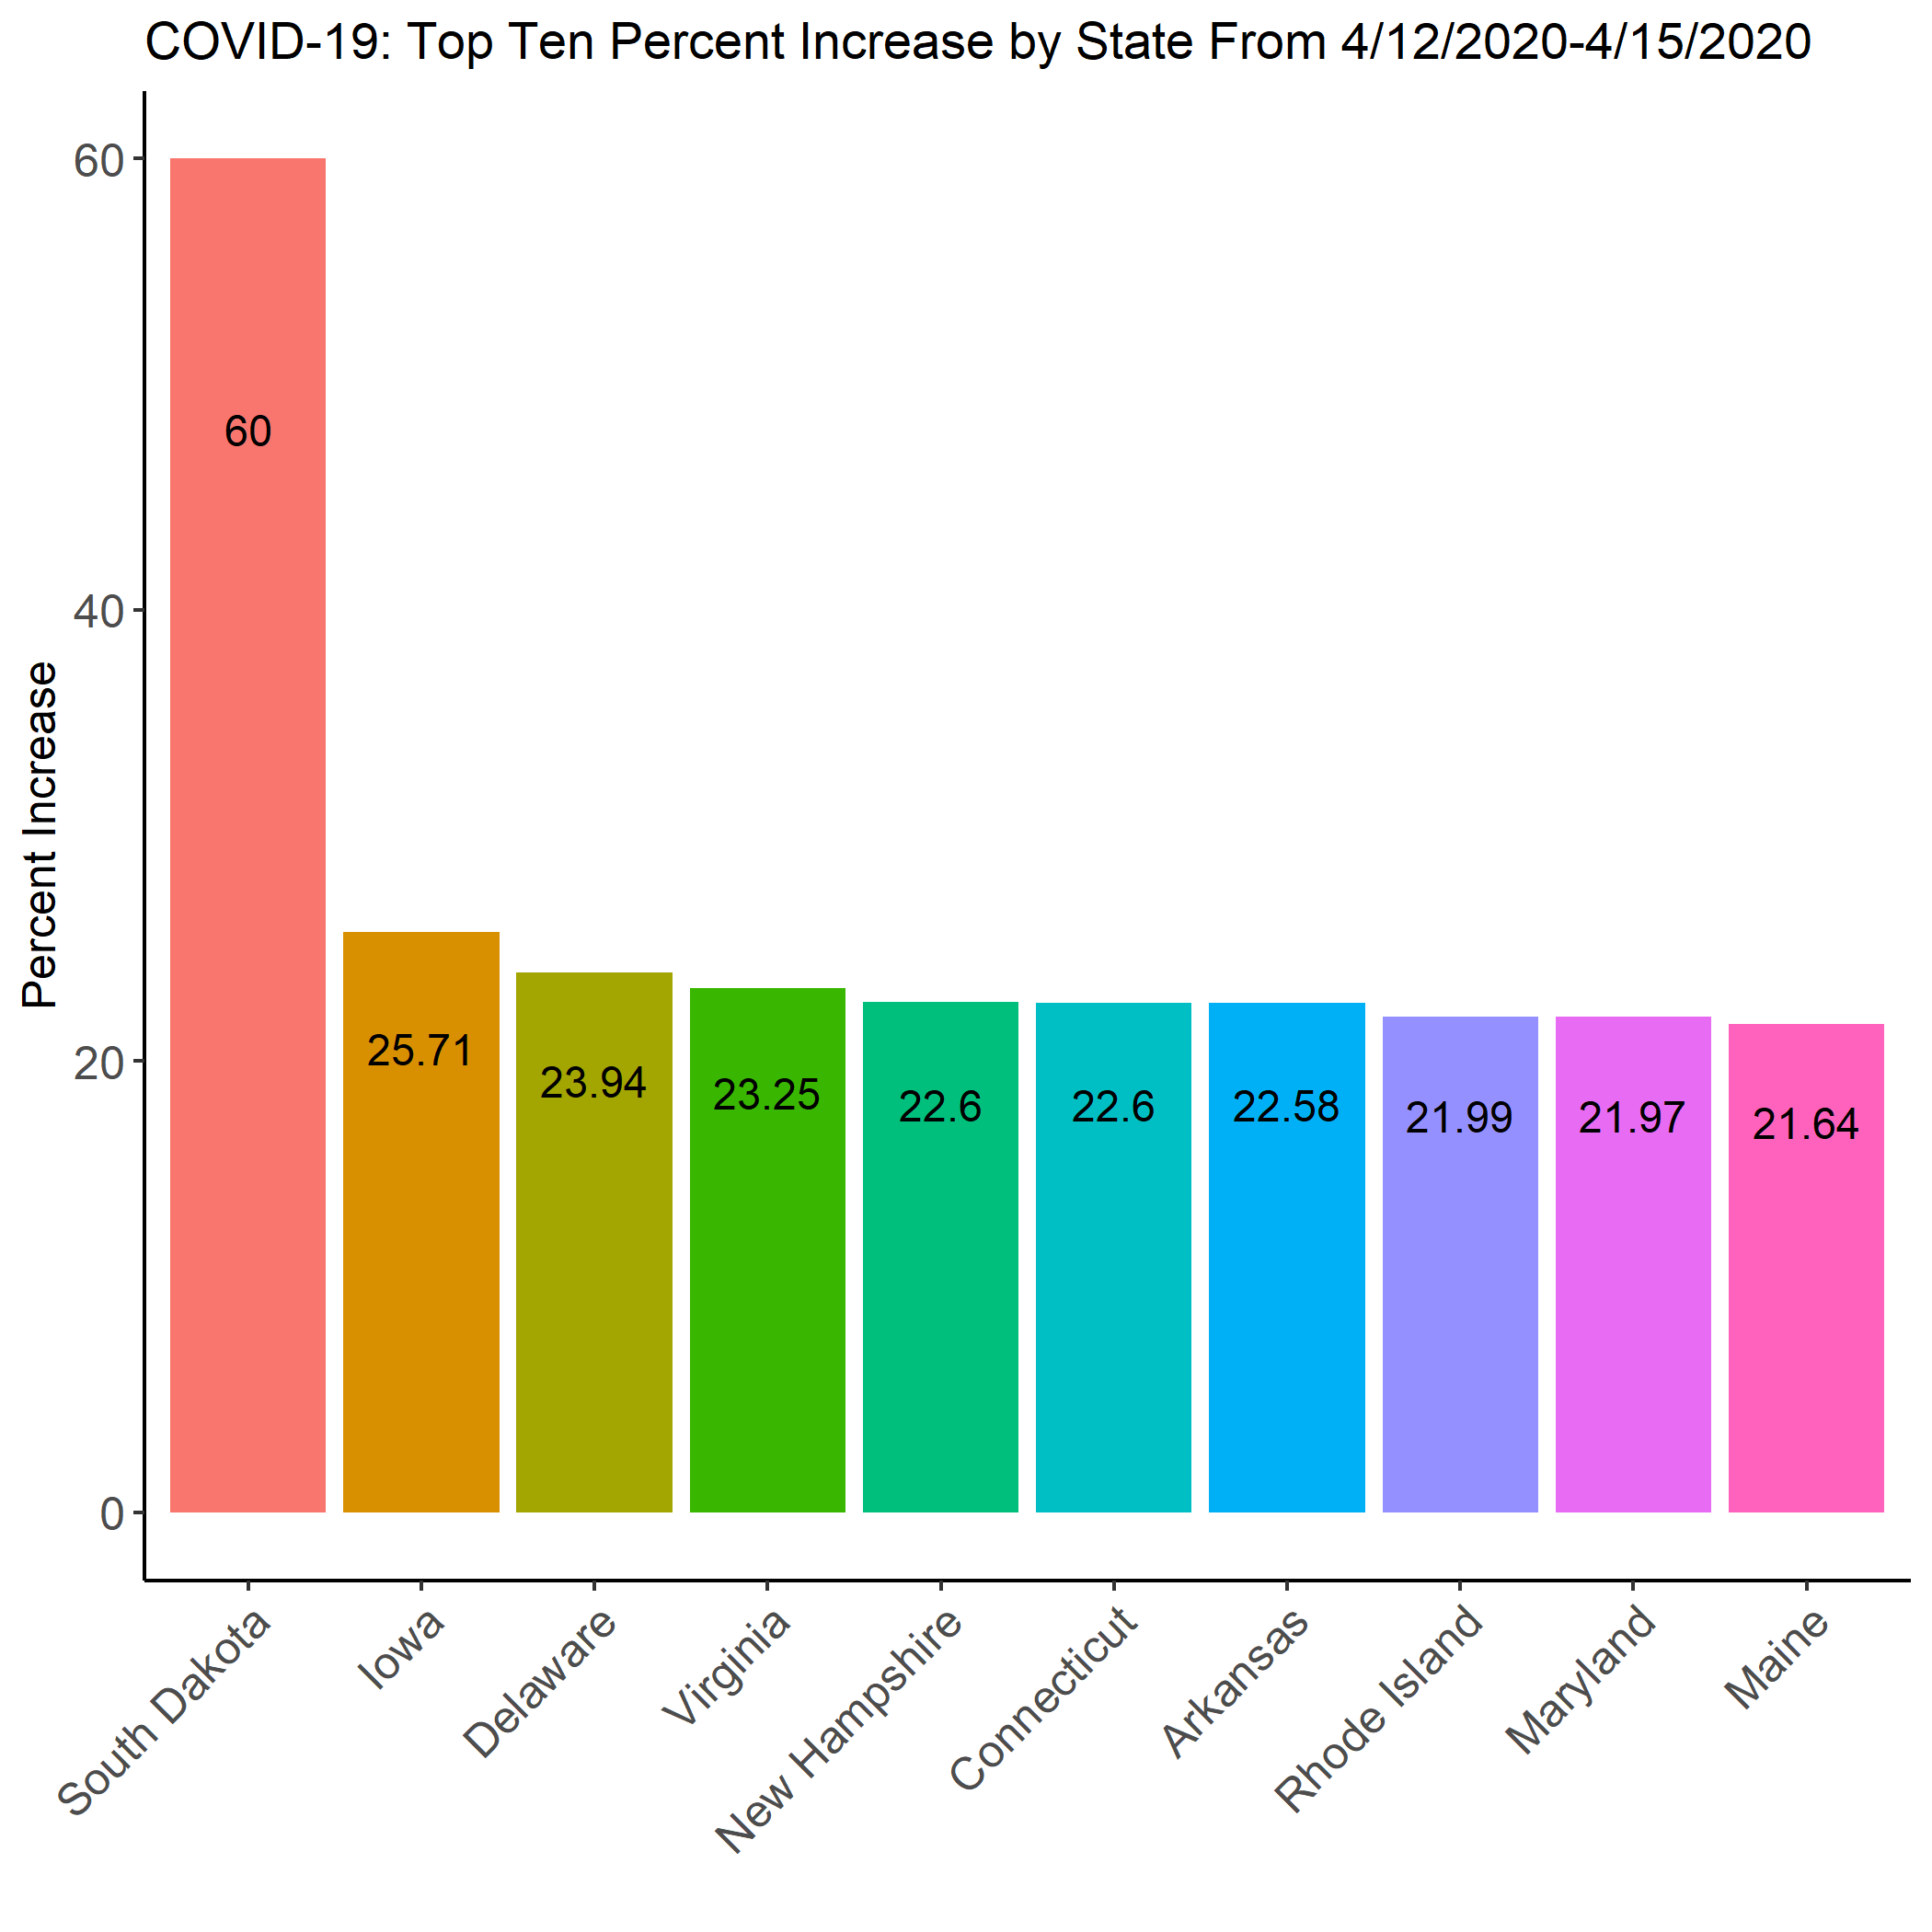 COVID-19: Top Ten Percent Increase by State From 4/12/2020-4/15/2020
Percent Increase
60
40
20
0
60
25.71
23.94
23.25
22.6
22.6
22.58
21.99
21.97
21.64
South Dakota
Iowa
Delaware
Virginia
New Hampshire
Connecticut
Arkansas
Rhode Island
Maryland
Maine